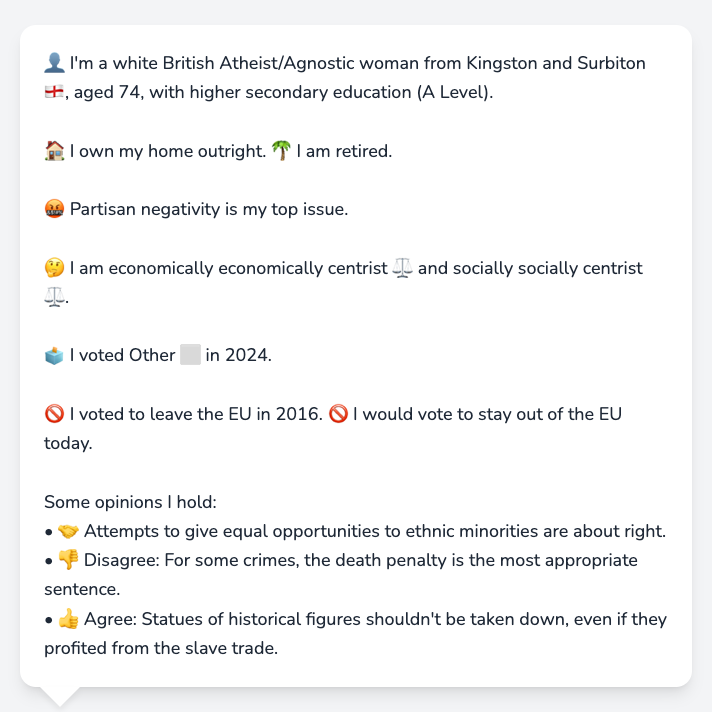 👤 I'm a white British Atheist/Agnostic woman from Kingston and Surbiton
🏴󠁧󠁢󠁥󠁮󠁧󠁿, aged 74, with higher secondary education (A Level).
🏠 I own my home outright. 🌴 I am retired.
🤬 Partisan negativity is my top issue.
🤔 I am economically economically centrist ⚖️ and socially socially centrist
⚖️.
🗳️ I voted Other ⬜ in 2024.
🚫 I voted to leave the EU in 2016. 🚫 I would vote to stay out of the EU
today.
Some opinions I hold:
• 🤝 Attempts to give equal opportunities to ethnic minorities are about right.
• 👎 Disagree: For some crimes, the death penalty is the most appropriate
sentence.
• 👍 Agree: Statues of historical figures shouldn't be taken down, even if they
profited from the slave trade.